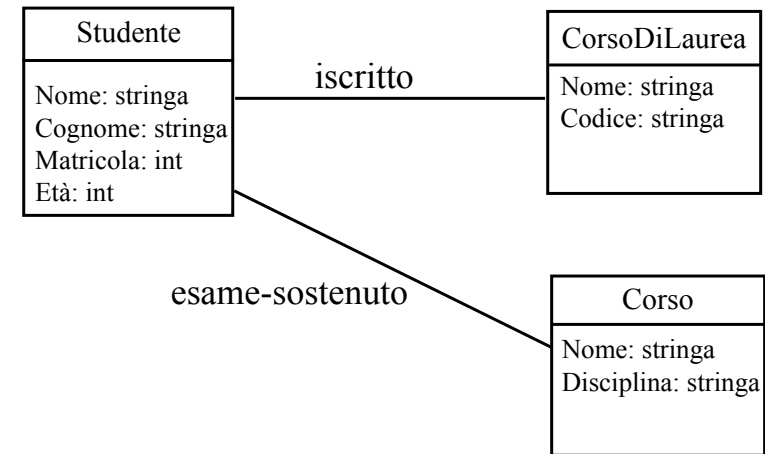 Studente
Nome: stringa
Cognome: stringa
Matricola: int
Età: int
iscritto
CorsoDiLaurea
Nome: stringa
Codice: stringa
esame-sostenuto
Corso
Nome: stringa
Disciplina: stringa